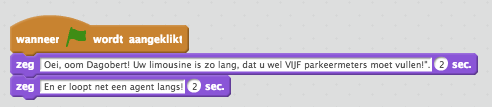 wanneer wordt aangeklikt
zeg Oei, oom Dagobert! Uw limousine is zo lang, dat u wel VIJF parkeermeters moet vullen!". 2 sec.
zeg En er loopt net een agent langs! 2 sec.